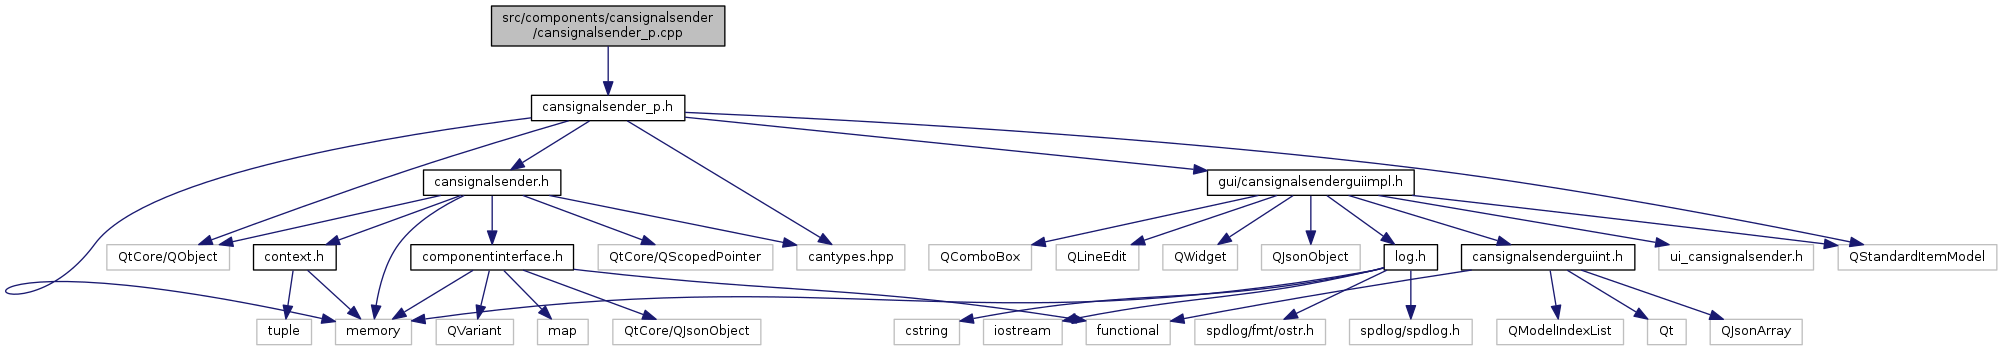 src/components/cansignalsender
/cansignalsender_p.cpp
cansignalsender_p.h
cansignalsender.h
gui/cansignalsenderguiimpl.h
QtCore/QObject
context.h
componentinterface.h
QtCore/QScopedPointer
cantypes.hpp
QComboBox
QLineEdit
QWidget
QJsonObject
log.h
cansignalsenderguiint.h
ui_cansignalsender.h
QStandardItemModel
tuple
memory
QVariant
map
QtCore/QJsonObject
cstring
iostream
functional
spdlog/fmt/ostr.h
spdlog/spdlog.h
QModelIndexList
Qt
QJsonArray